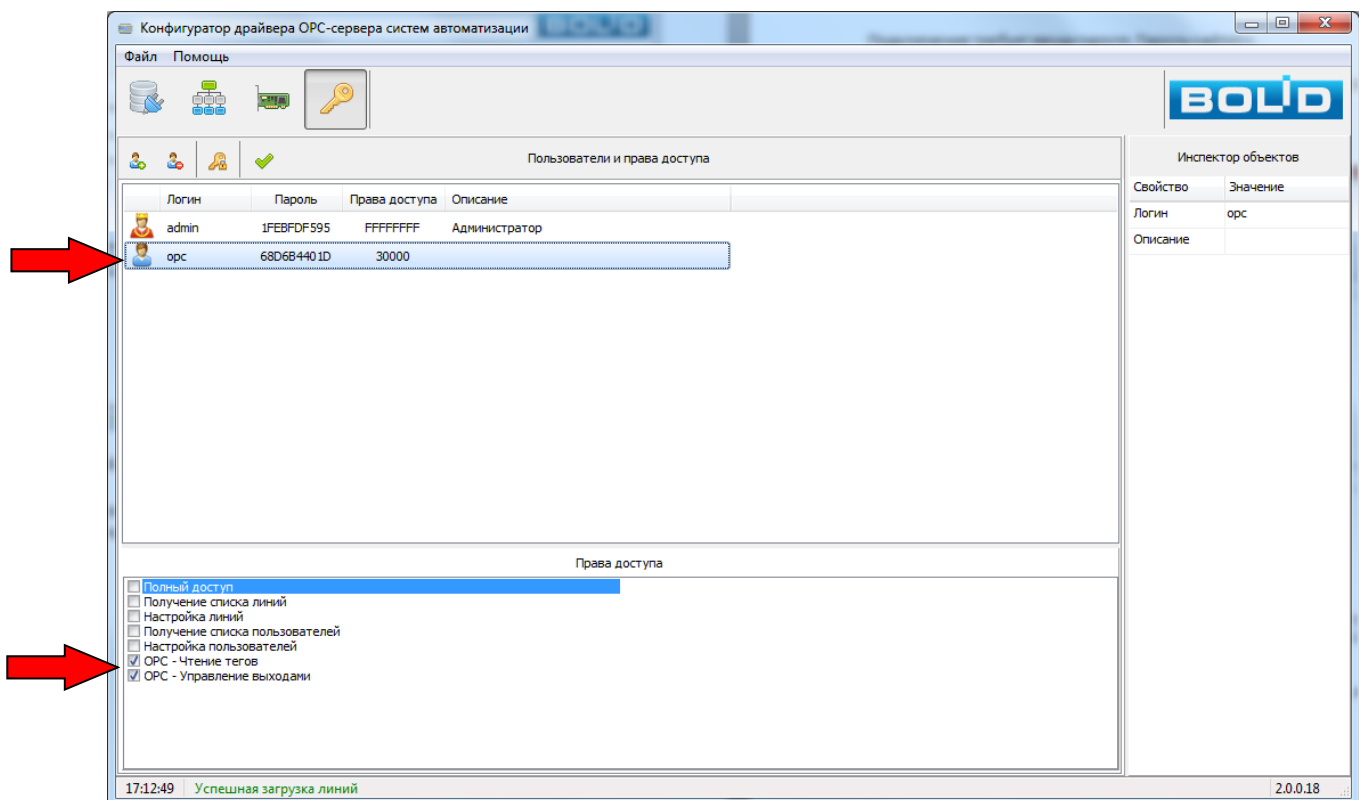 Конфигуратор драйвера ОРС-сервера систем автоматизации
Файл Помощь
BOLID
Пользователи и права доступа
Логин Пароль Права доступа Описание
admin 1FEBFDF595 FFFFFFFF Администратор
opc 68D6B4401D 30000
Инспектор объектов
Свойство Значение
Логин opc
Описание
Права доступа
Полный доступ
Получение списка линий
Настройка линий
Получение списка пользователей
Настройка пользователей
ОРС - Чтение тегов
ОРС - Управление выходами
17:12:49 Успешная загрузка линий 2.0.0.18